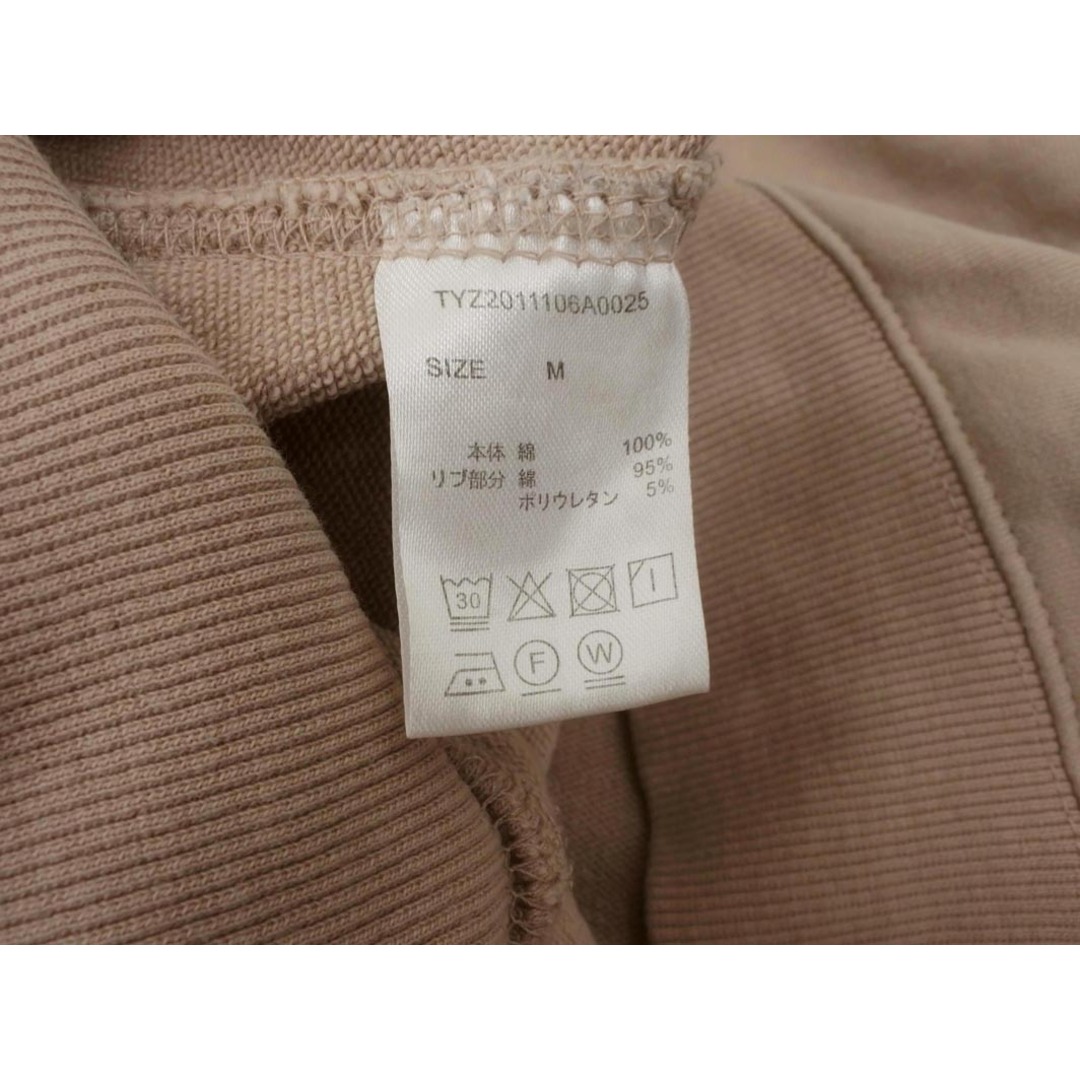 TYZ2011106A0025
SIZE M
本体 綿 100%
リブ部分 綿 95%
ポリウレタン 5%
30
F W